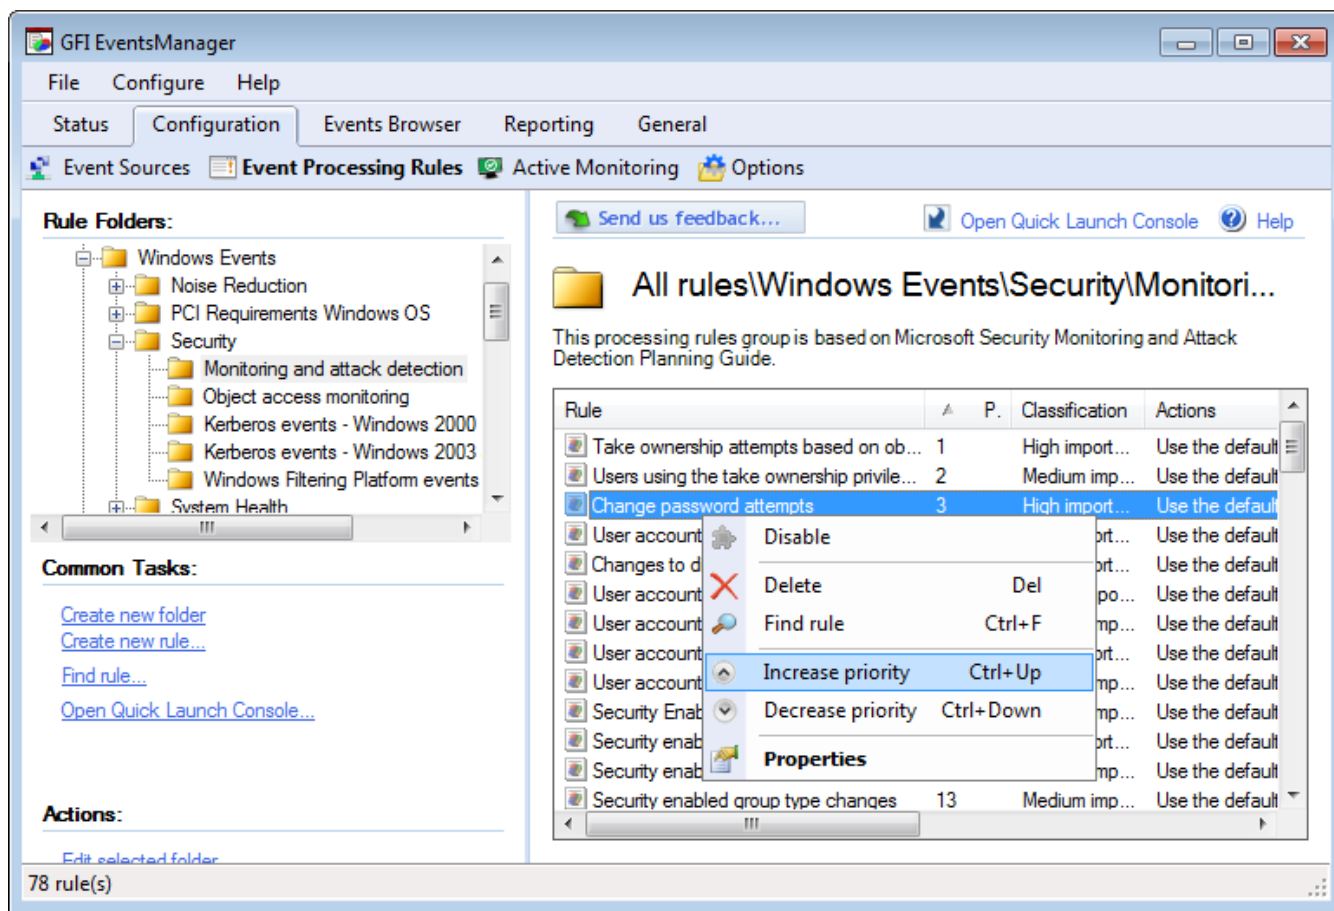 GFI EventsManager
File Configure Help
Status Configuration Events Browser Reporting General
Event Sources Event Processing Rules Active Monitoring Options
Rule Folders:
Windows Events
Noise Reduction
PCI Requirements Windows OS
Security
Monitoring and attack detection
Object access monitoring
Kerberos events - Windows 2000
Kerberos events - Windows 2003
Windows Filtering Platform events
System Health
Common Tasks:
Create new folder
Create new rule...
Find rule...
Open Quick Launch Console...
Actions:
Edit selected folder
Send us feedback... Open Quick Launch Console Help
All rules\Windows Events\Security\Monitori...
This processing rules group is based on Microsoft Security Monitoring and Attack
Detection Planning Guide.
Rule P. Classification Actions
Take ownership attempts based on ob... 1 High import... Use the default
Users using the take ownership privile... 2 Medium imp... Use the default
Change password attempts 3 High import... Use the default
User account ort... Use the default
Changes to d ort... Use the default
User account po... Use the default
User account mp... Use the default
User account ort... Use the default
User account mp... Use the default
Security Enab mp... Use the default
Security enab ort... Use the default
Security enab mp... Use the default
Security enabled group type changes 13 Medium imp... Use the default
Disable
Delete Del
Find rule Ctrl+F
Increase priority Ctrl+Up
Decrease priority Ctrl+Down
Properties
78 rule(s)